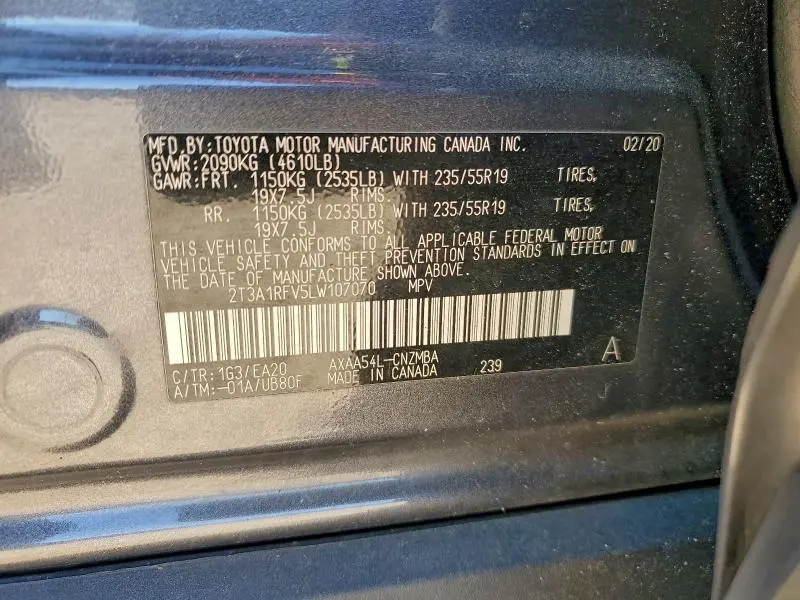 MFD.BY:TOYOTA MOTOR MANUFACTURING CANADA INC. 02/20
GVWR:2090KG (4610LB)
GAWR:FRT. 1150KG (2535LB) WITH 235/55R19 TIRES,
19X7.5J RIMS.
RR. 1150KG (2535LB) WITH 235/55R19 TIRES,
19X7.5J RIMS.
THIS VEHICLE CONFORMS TO ALL APPLICABLE FEDERAL MOTOR
VEHICLE SAFETY AND THEFT PREVENTION STANDARDS IN EFFECT ON
THE DATE OF MANUFACTURE SHOWN ABOVE.
2T3A1RFV5LW107070 MPV
C/TR:1G3/EA20 AXAA54L-CNZMBA 239 A
A/TM:-01A/UB80F MADE IN CANADA